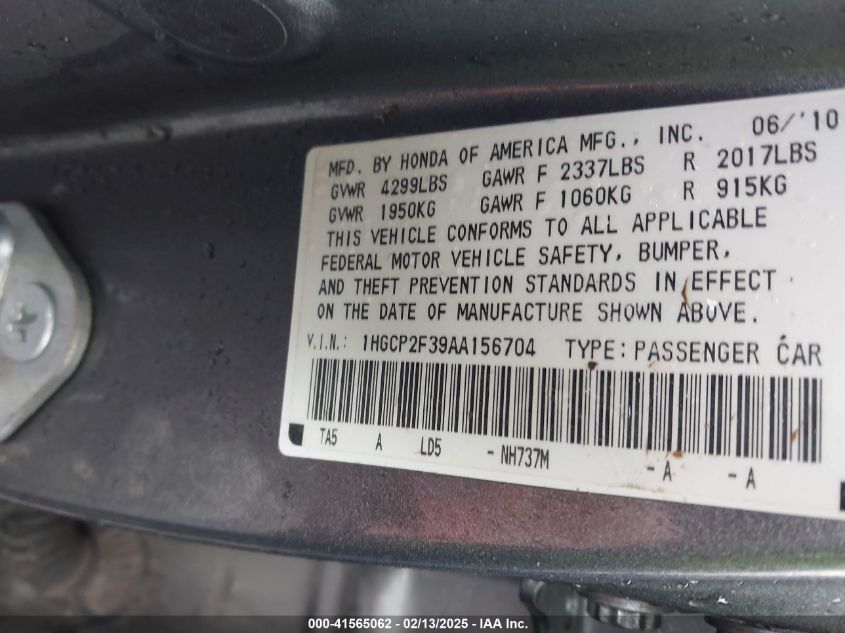 MFD. BY HONDA OF AMERICA MFG., INC. 06/'10
GVWR 4299LBS GAWR F 2337LBS R 2017LBS
GVWR 1950KG GAWR F 1060KG R 915KG
THIS VEHICLE CONFORMS TO ALL APPLICABLE
FEDERAL MOTOR VEHICLE SAFETY, BUMPER,
AND THEFT PREVENTION STANDARDS IN EFFECT
ON THE DATE OF MANUFACTURE SHOWN ABOVE.
V.I.N.: 1HGCP2F39AA156704 TYPE: PASSENGER CAR
TA5 A LD5 - NH737M - A - A
000-41565062 - 02/13/2025 - IAA Inc.